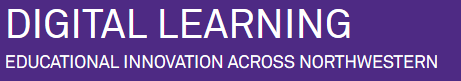 DIGITAL LEARNING
EDUCATIONAL INNOVATION ACROSS NORTHWESTERN